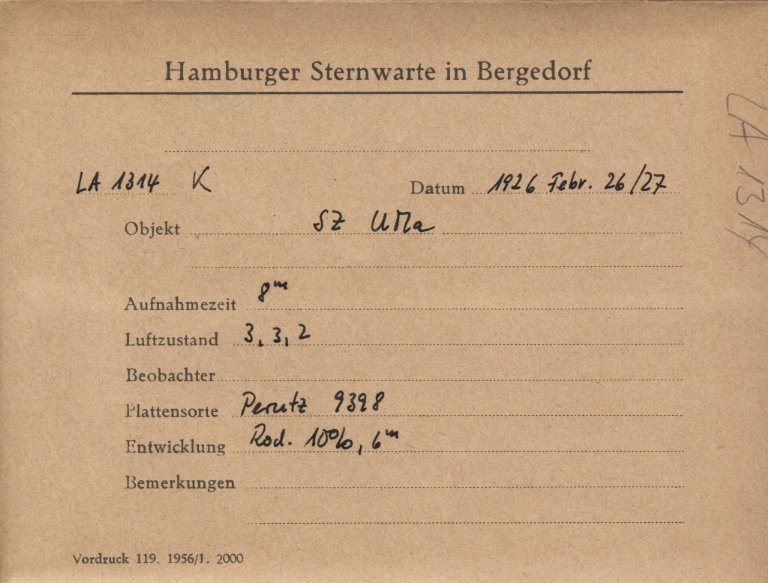 Hamburger Sternwarte in Bergedorf
LA 1314 K Datum 1926 Febr. 26/27
Objekt SZ UMa
Aufnahmezeit 8m
Luftzustand 3, 3, 2
Beobachter
Plattensorte Perutz 9398
Entwicklung Rod. 10%, 6m
Bemerkungen
Vordruck 119. 1956/1. 2000
LA 1314